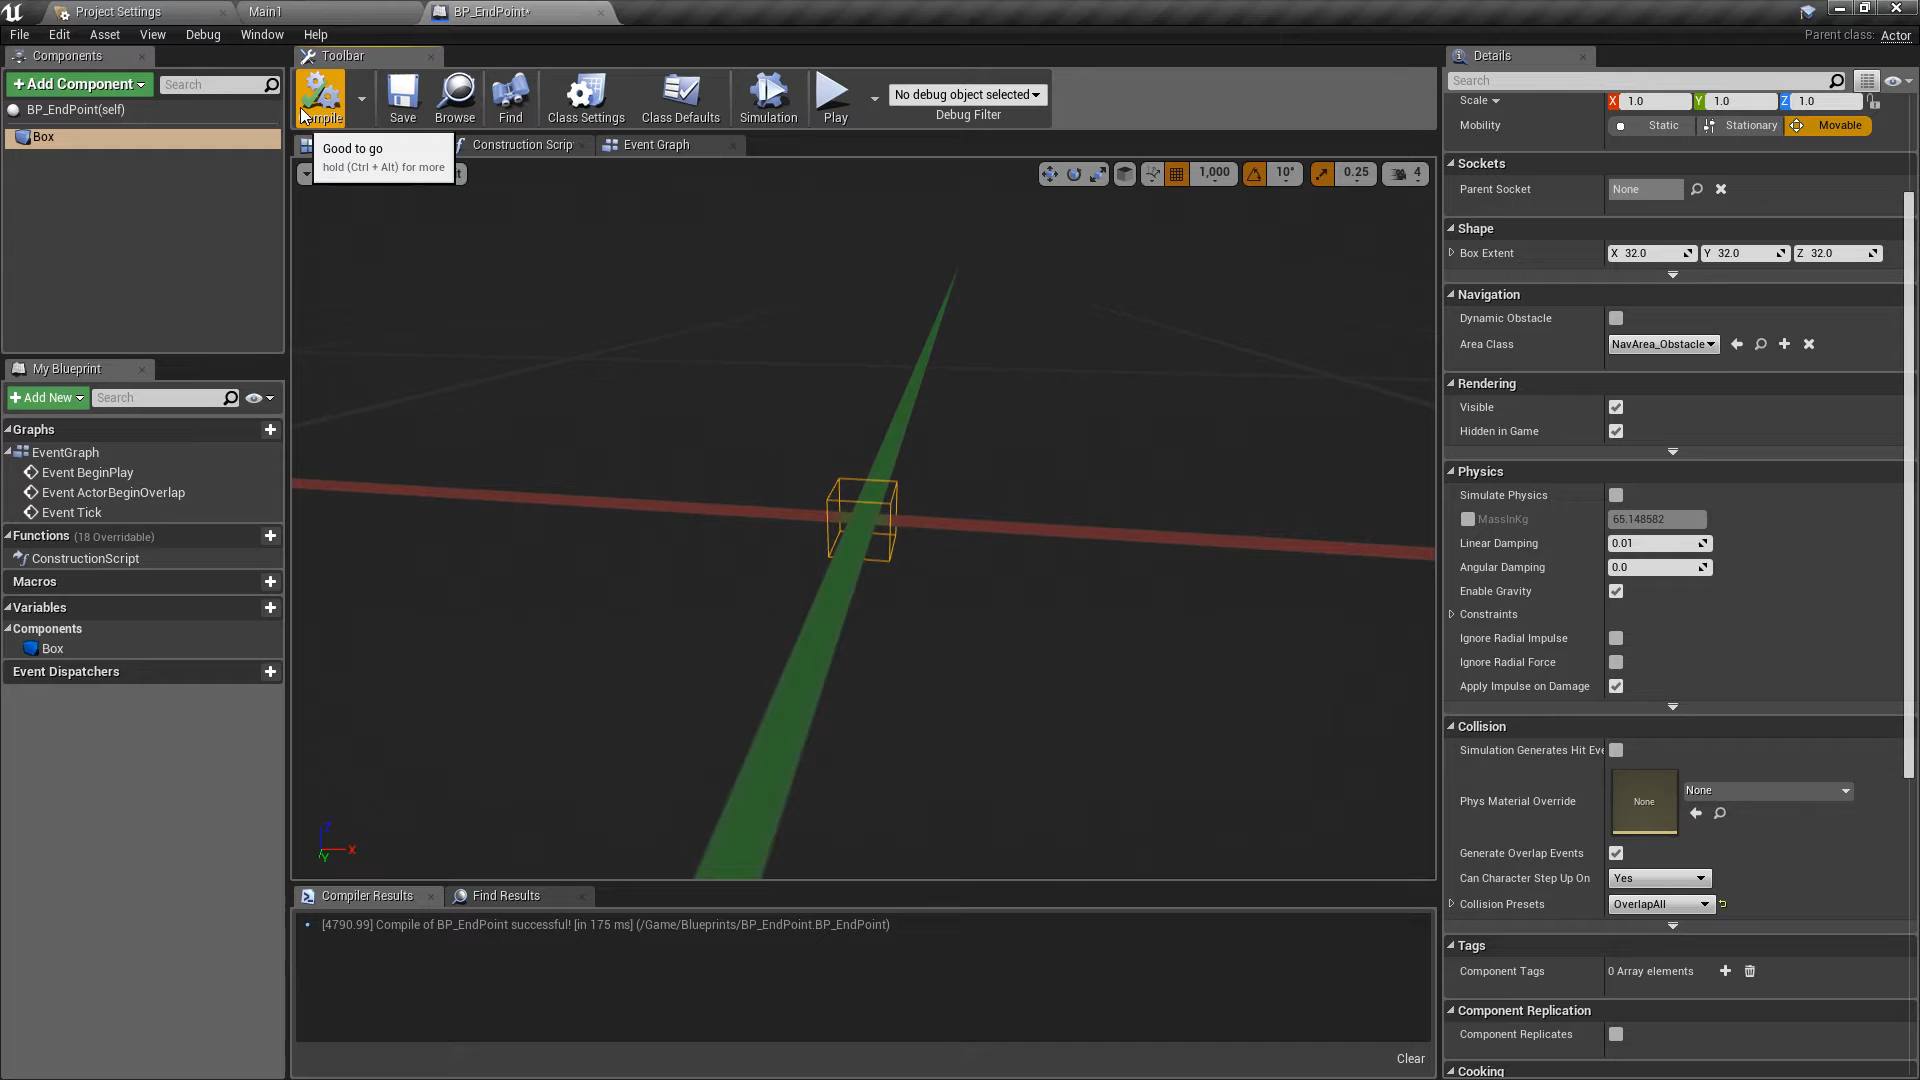 Project Settings
Main1
BP_EndPoint*
File
Edit
Asset
View
Debug
Window
Help
Parent class:
Actor
Components
+Add Component
Search
BP_EndPoint(self)
Box
Toolbar
Save
Browse
Find
Class Settings
Class Defaults
Simulation
Play
No debug object selected
Debug Filter
Good to go
hold (Ctrl + Alt) for more
Construction Scrip
Event Graph
1,000
10°
0.25
4
My Blueprint
+Add New
Search
Graphs
EventGraph
Event BeginPlay
Event ActorBeginOverlap
Event Tick
Functions (18 Overridable)
ConstructionScript
Macros
Variables
Components
Box
Event Dispatchers
Z
X
Y
Compiler Results
Find Results
[4790.99] Compile of BP_EndPoint successful! [in 175 ms] (/Game/Blueprints/BP_EndPoint.BP_EndPoint)
Clear
Details
Search
Scale
X 1.0
Y 1.0
Z 1.0
Mobility
Static
Stationary
Movable
Sockets
Parent Socket
None
Shape
Box Extent
X 32.0
Y 32.0
Z 32.0
Navigation
Dynamic Obstacle
Area Class
NavArea_Obstacle
Rendering
Visible
Hidden in Game
Physics
Simulate Physics
MassInKg
65.148582
Linear Damping
0.01
Angular Damping
0.0
Enable Gravity
Constraints
Ignore Radial Impulse
Ignore Radial Force
Apply Impulse on Damage
Collision
Simulation Generates Hit Eve
Phys Material Override
None
None
Generate Overlap Events
Can Character Step Up On
Yes
Collision Presets
OverlapAll
Tags
Component Tags
0 Array elements
Component Replication
Component Replicates
Cooking